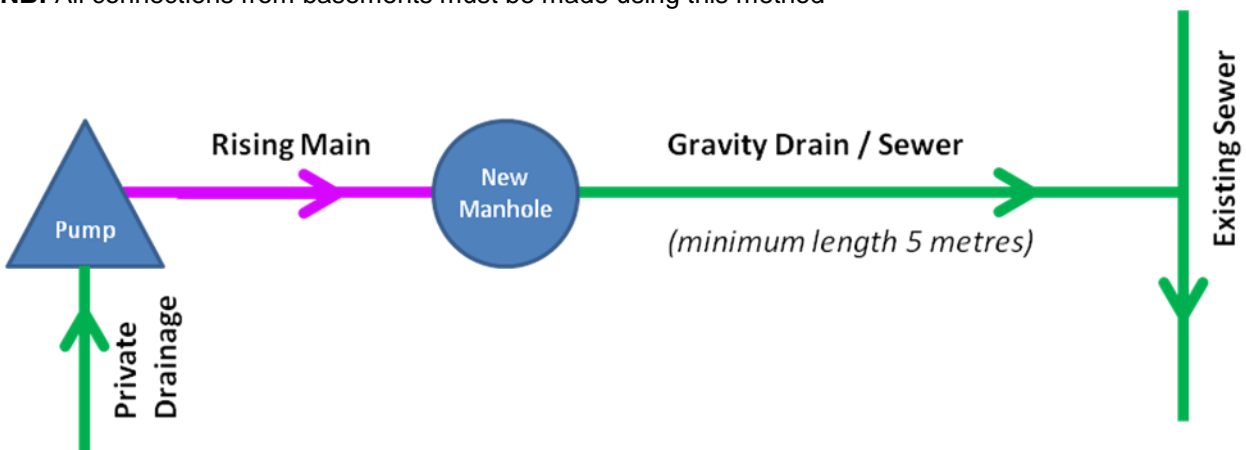 NB: All connections from basements must be made using this method
Rising Main
Gravity Drain / Sewer
New
Manhole
Pump
(minimum length 5 metres)
Existing Sewer
Private
Drainage